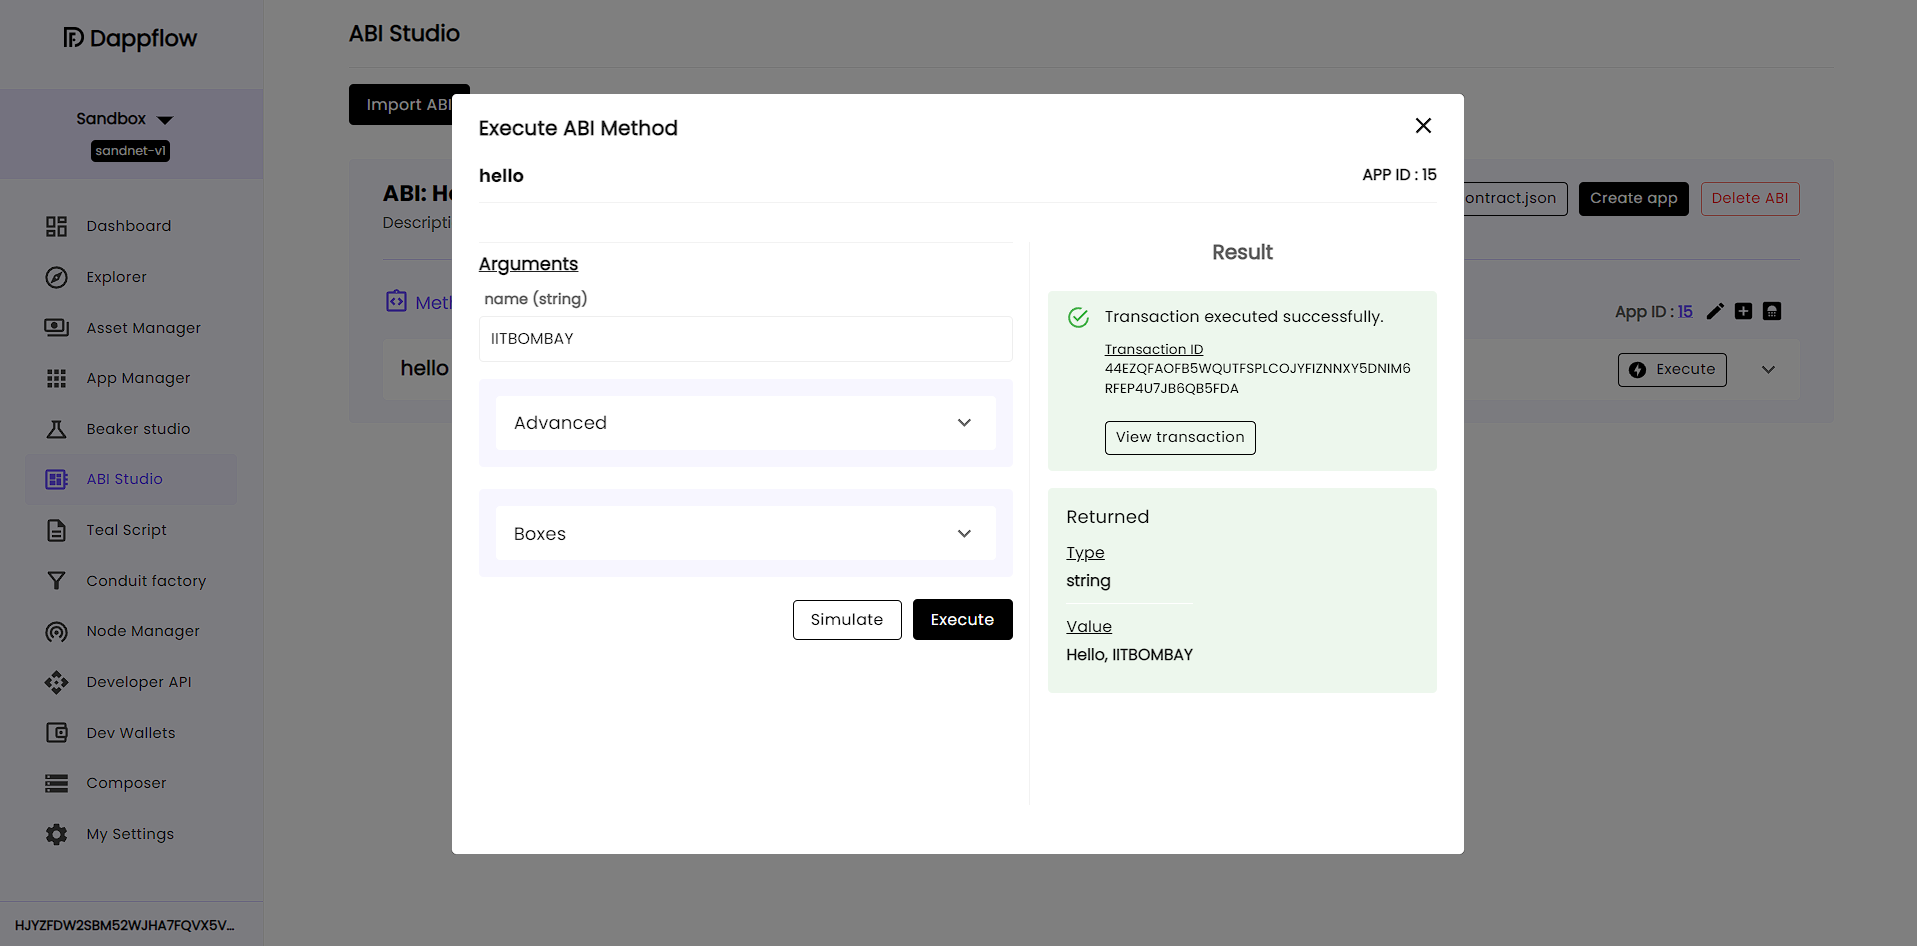 Dappflow
Sandbox
sandnet-v1
Dashboard
Explorer
Asset Manager
App Manager
Beaker studio
ABI Studio
Teal Script
Conduit factory
Node Manager
Developer API
Dev Wallets
Composer
My Settings
HJYZFDW2SBM52WJHA7FQVX5V...
ABI Studio
Import ABI
ABI: He
Descripti
Meth
hello
ontract.json
Create app
Delete ABI
App ID : 15
Execute
Execute ABI Method
hello
APP ID : 15
Arguments
name (string)
IITBOMBAY
Advanced
Boxes
Simulate
Execute
Result
Transaction executed successfully.
Transaction ID
44EZQFAOFB5WQUTFSPLCOJYFIZNNXY5DNIM6
RFEP4U7JB6QB5FDA
View transaction
Returned
Type
string
Value
Hello, IITBOMBAY